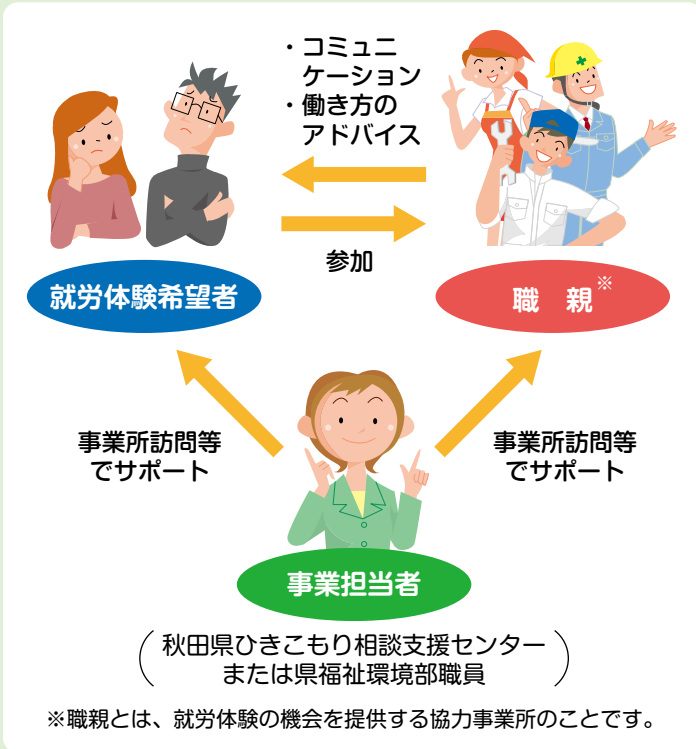 ・コミュニ
ケーション
・働き方の
アドバイス
参加
就労体験希望者
職　親※
事業所訪問等
でサポート
事業所訪問等
でサポート
事業担当者
（秋田県ひきこもり相談支援センター
または県福祉環境部職員）
※職親とは、就労体験の機会を提供する協力事業所のことです。